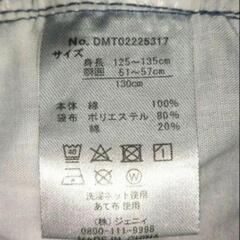 No. DMT02225317
サイズ
身長 125～135cm
胴囲 61～57cm
130cm
本体 綿 100%
袋布 ポリエステル 80%
綿 20%
40
洗濯ネット使用
あて布 使用
(株)ジェニィ
0800-111-9998
MADE IN CHINA